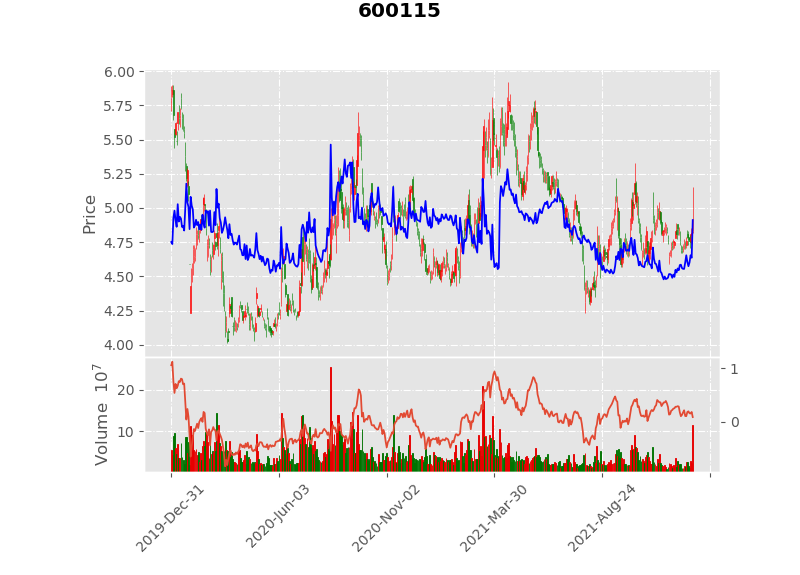 600115
6.00
5.75
5.50
5.25
5.00
4.75
4.50
4.25
4.00
Price
20
10
Volume 10^7
1
0
2019-Dec-31
2020-Jun-03
2020-Nov-02
2021-Mar-30
2021-Aug-24